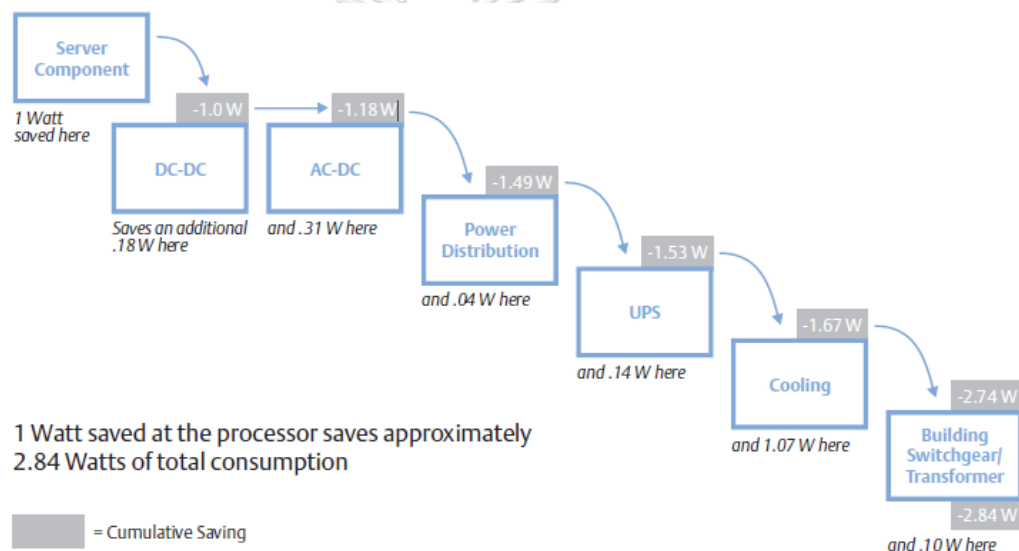 Server
Component
1 Watt
saved here
-1.0 W
DC-DC
Saves an additional
.18 W here
-1.18 W
AC-DC
and .31 W here
-1.49 W
Power
Distribution
and .04 W here
-1.53 W
UPS
and .14 W here
-1.67 W
Cooling
and 1.07 W here
-2.74 W
Building
Switchgear/
Transformer
-2.84 W
and .10 W here
1 Watt saved at the processor saves approximately
2.84 Watts of total consumption
= Cumulative Saving